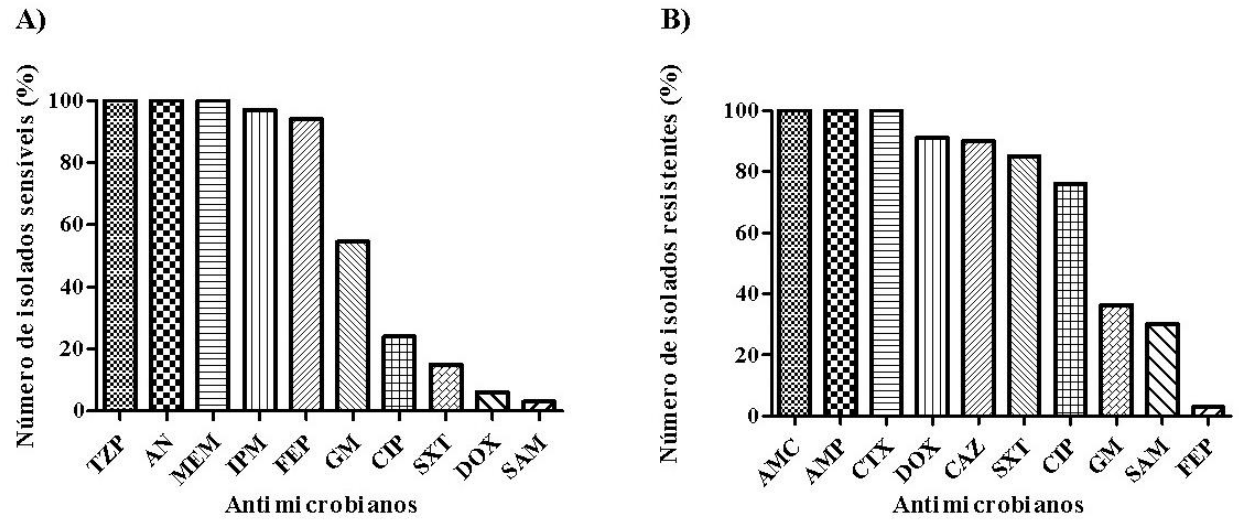 A)
Número de isolados sensíveis (%)
100
80
60
40
20
0
TZP
AN
MEM
IPM
FEP
GM
CIP
SXT
DOX
SAM
Antimicrobianos
B)
Número de isolados resistentes (%)
100
80
60
40
20
0
AMC
AMP
CTX
DOX
CAZ
SXT
CIP
GM
SAM
FEP
Antimicrobianos